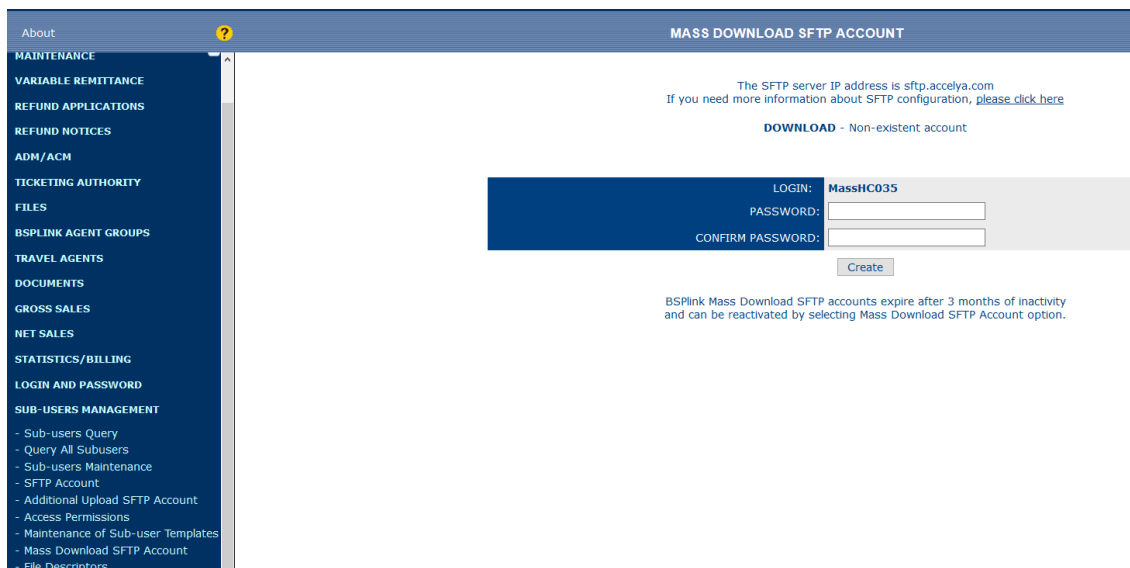 About
?
MASS DOWNLOAD SFTP ACCOUNT
MAINTENANCE
VARIABLE REMITTANCE
REFUND APPLICATIONS
REFUND NOTICES
ADM/ACM
TICKETING AUTHORITY
FILES
BSPLINK AGENT GROUPS
TRAVEL AGENTS
DOCUMENTS
GROSS SALES
NET SALES
STATISTICS/BILLING
LOGIN AND PASSWORD
SUB-USERS MANAGEMENT
- Sub-users Query
- Query All Subusers
- Sub-users Maintenance
- SFTP Account
- Additional Upload SFTP Account
- Access Permissions
- Maintenance of Sub-user Templates
- Mass Download SFTP Account
- File Descriptors
The SFTP server IP address is sftp.accelya.com
If you need more information about SFTP configuration, please click here
DOWNLOAD - Non-existent account
LOGIN: MassHC035
PASSWORD:
CONFIRM PASSWORD:
Create
BSPlink Mass Download SFTP accounts expire after 3 months of inactivity
and can be reactivated by selecting Mass Download SFTP Account option.